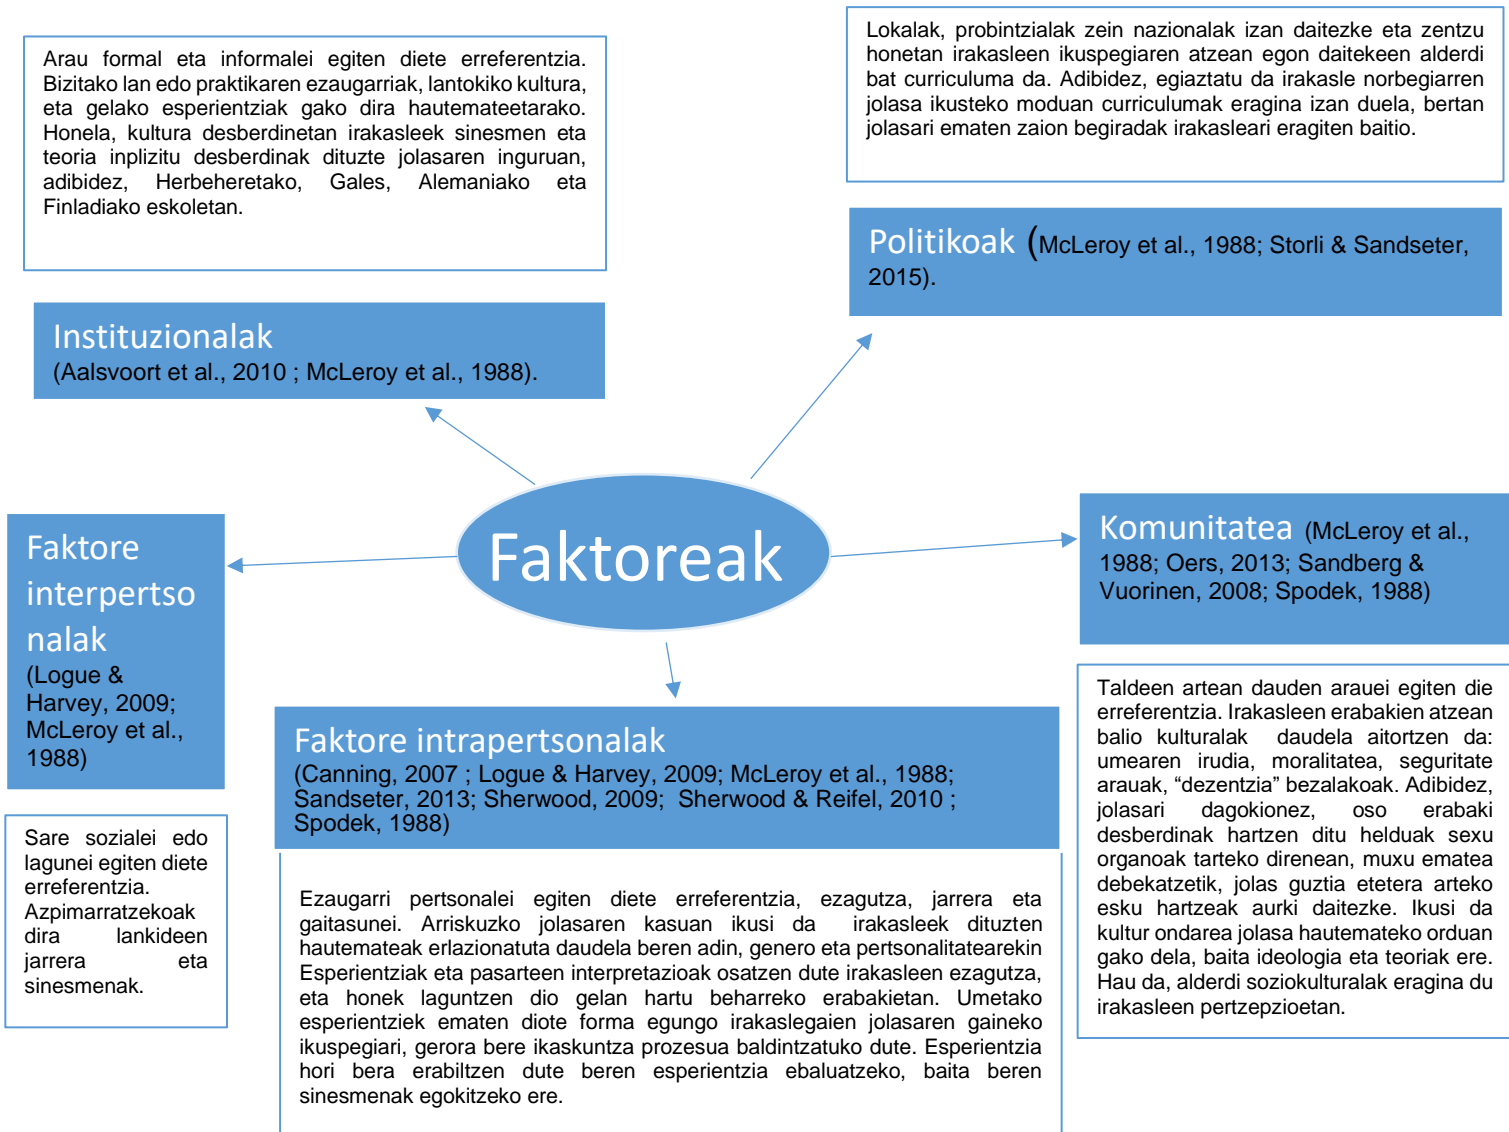 Arau formal eta informalei egiten diete erreferentzia.
Bizitako lan edo praktikaren ezaugarriak, lantokiko kultura,
eta gelako esperientziak gako dira hautemateetarako.
Honela, kultura desberdinetan irakasleek sinesmen eta
teoria inplizitu desberdinak dituzte jolasaren inguruan,
adibidez, Herbeheretako, Gales, Alemaniako eta
Finladiako eskoletan.
Instituzionalak
(Aalsvoort et al., 2010 ; McLeroy et al., 1988).
Lokalak, probintzialak zein nazionalak izan daitezke eta zentzu
honetan irakasleen ikuspegiaren atzean egon daitekeen alderdi
bat curriculuma da. Adibidez, egiaztatu da irakasle norbegiarren
jolasa ikusteko moduan curriculumak eragina izan duela, bertan
jolasari ematen zaion begiradak irakasleari eragiten baitio.
Politikoak (McLeroy et al., 1988; Storli & Sandseter,
2015).
Faktoreak
Faktore
interpertso
nalak
(Logue &
Harvey, 2009;
McLeroy et al.,
1988)
Sare sozialei edo
lagunei egiten diete
erreferentzia.
Azpimarratzekoak
dira lankideen
jarrera eta
sinesmenak.
Faktore intrapertsonalak
(Canning, 2007 ; Logue & Harvey, 2009; McLeroy et al., 1988;
Sandseter, 2013; Sherwood, 2009; Sherwood & Reifel, 2010 ;
Spodek, 1988)
Ezaugarri pertsonalei egiten diete erreferentzia, ezagutza, jarrera eta
gaitasunei. Arriskuzko jolasaren kasuan ikusi da irakasleek dituzten
hautemateak erlazionatuta daudela beren adin, genero eta pertsonalitatearekin
Esperientziak eta pasarteen interpretazioak osatzen dute irakasleen ezagutza,
eta honek laguntzen dio gelan hartu beharreko erabakietan. Umetako
esperientziek ematen diote forma egungo irakaslegaien jolasaren gaineko
ikuspegiari, gerora bere ikaskuntza prozesua baldintzatuko dute. Esperientzia
hori bera erabiltzen dute beren esperientzia ebaluatzeko, baita beren
sinesmenak egokitzeko ere.
Komunitatea (McLeroy et al.,
1988; Oers, 2013; Sandberg &
Vuorinen, 2008; Spodek, 1988)
Taldeen artean dauden arauei egiten die
erreferentzia. Irakasleen erabakien atzean
balio kulturalak daudela aitortzen da:
umearen irudia, moralitatea, seguritate
arauak, “dezentzia” bezalakoak. Adibidez,
jolasari dagokionez, oso erabaki
desberdinak hartzen ditu helduak sexu
organoak tarteko direnean, muxu ematea
debekatzetik, jolas guztia etetera arteko
esku hartzeak aurki daitezke. Ikusi da
kultur ondarea jolasa hautemateko orduan
gako dela, baita ideologia eta teoriak ere.
Hau da, alderdi soziokulturalak eragina du
irakasleen pertzepzioetan.